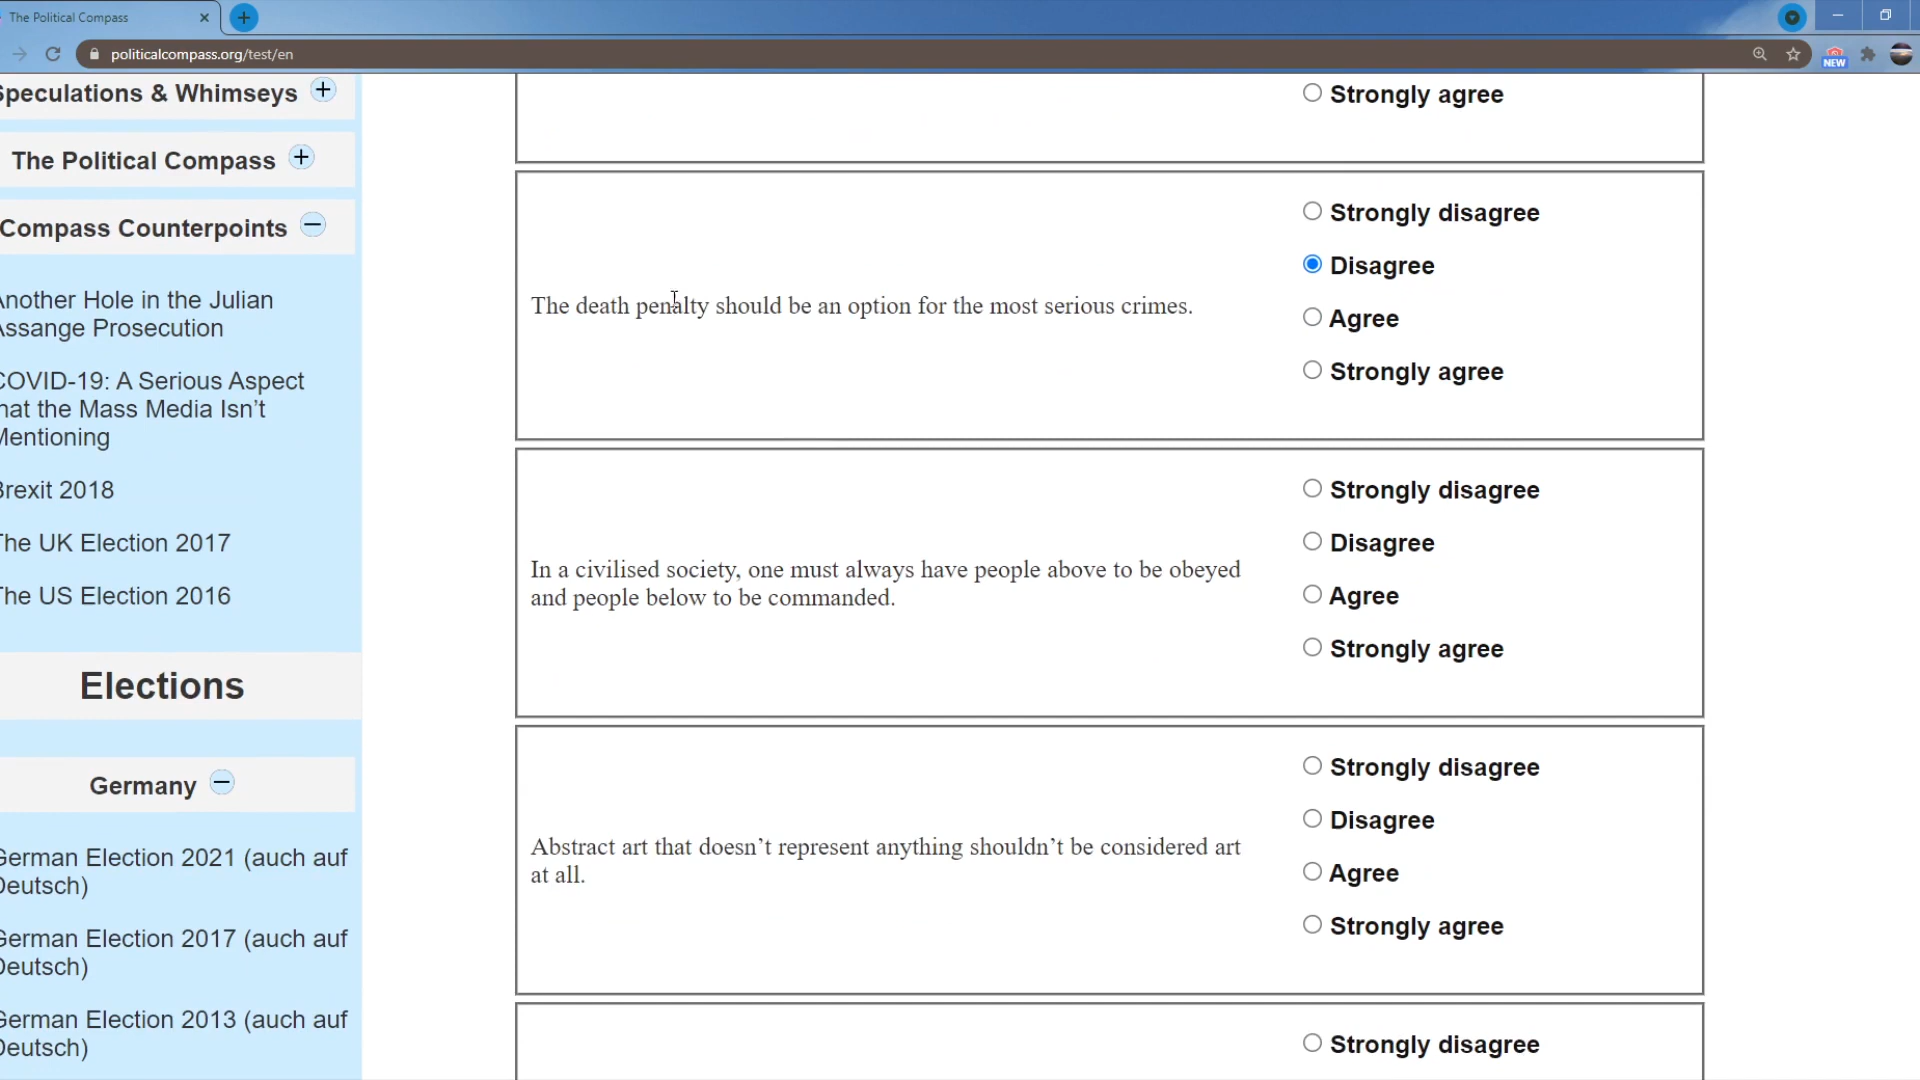 The Political Compass
politicalcompass.org/test/en
NEW
Speculations & Whimseys
The Political Compass
Compass Counterpoints
Another Hole in the Julian
Assange Prosecution
COVID-19: A Serious Aspect
that the Mass Media Isn’t
Mentioning
Brexit 2018
The UK Election 2017
The US Election 2016
Elections
Germany
German Election 2021 (auch auf
Deutsch)
German Election 2017 (auch auf
Deutsch)
German Election 2013 (auch auf
Deutsch)
Strongly agree
The death penalty should be an option for the most serious crimes.
Strongly disagree
Disagree
Agree
Strongly agree
In a civilised society, one must always have people above to be obeyed
and people below to be commanded.
Strongly disagree
Disagree
Agree
Strongly agree
Abstract art that doesn’t represent anything shouldn’t be considered art
at all.
Strongly disagree
Disagree
Agree
Strongly agree
Strongly disagree